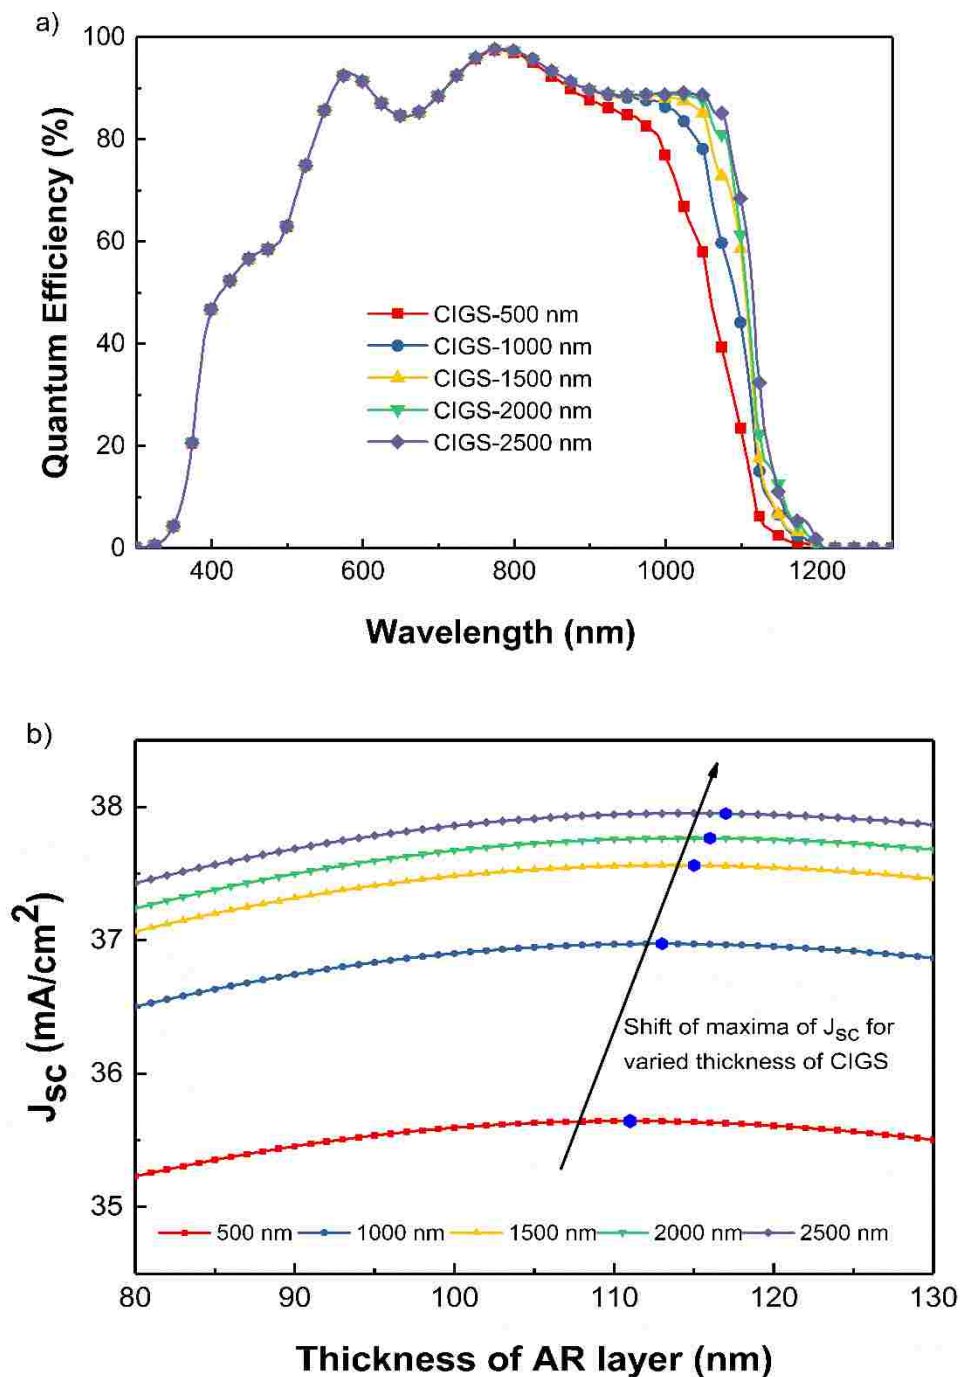 a)
100
80
60
40
20
0
Quantum Efficiency (%)
CIGS-500 nm
CIGS-1000 nm
CIGS-1500 nm
CIGS-2000 nm
CIGS-2500 nm
400 600 800 1000 1200
Wavelength (nm)
b)
38
37
36
35
Jsc (mA/cm²)
Shift of maxima of Jsc for
varied thickness of CIGS
500 nm 1000 nm 1500 nm 2000 nm 2500 nm
80 90 100 110 120 130
Thickness of AR layer (nm)